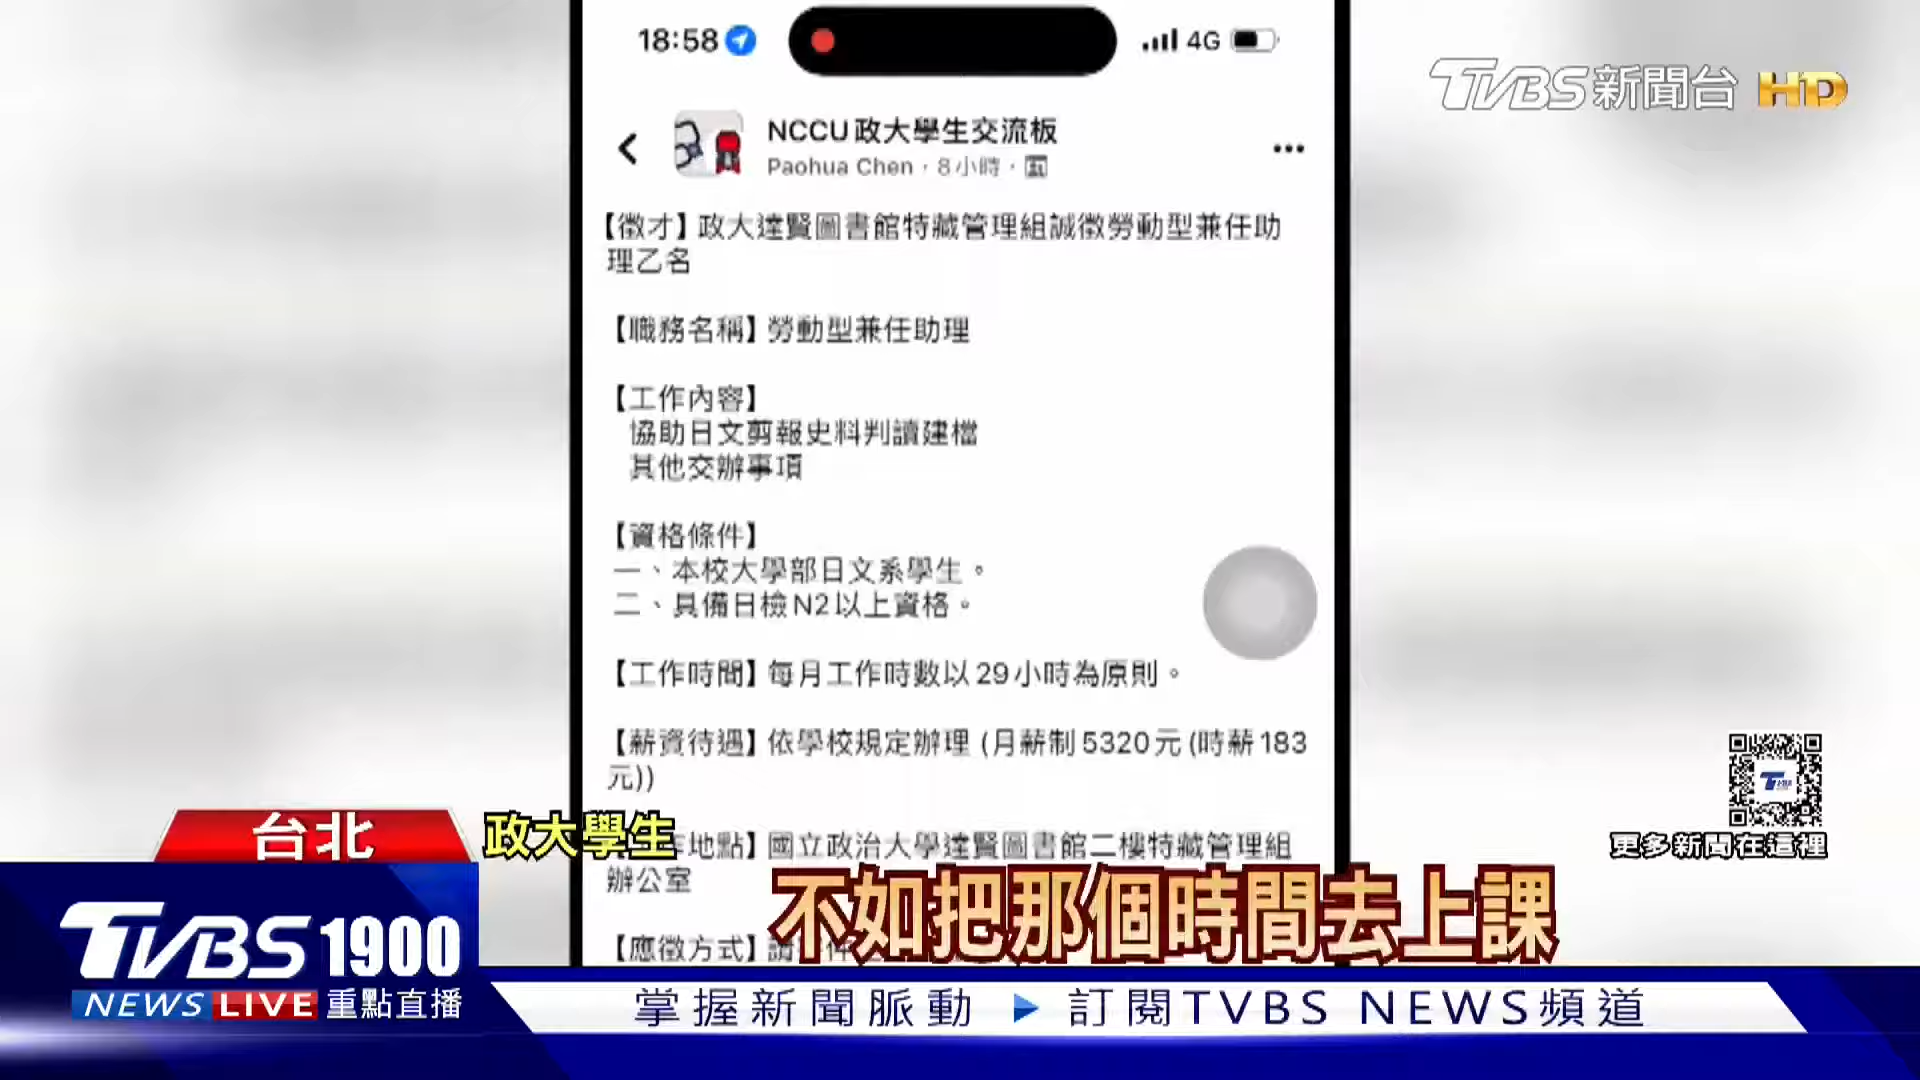 18:58
4G
TVBS新聞台 HD
NCCU政大學生交流板
Paohua Chen · 8小時 ·
【徵才】政大達賢圖書館特藏管理組誠徵勞動型兼任助
理乙名
【職務名稱】勞動型兼任助理
【工作內容】
協助日文剪報史料判讀建檔
其他交辦事項
【資格條件】
一、本校大學部日文系學生。
二、具備日檢N2以上資格。
【工作時間】每月工作時數以29小時為原則。
【薪資待遇】依學校規定辦理 (月薪制5320元(時薪183
元))
作地點】國立政治大學達賢圖書館二樓特藏管理組
辦公室
【應徵方式】請
更多新聞在這裡
台北
政大學生
不如把那個時間去上課
TVBS 1900
NEWS LIVE 重點直播
掌握新聞脈動 ▶ 訂閱TVBS NEWS頻道